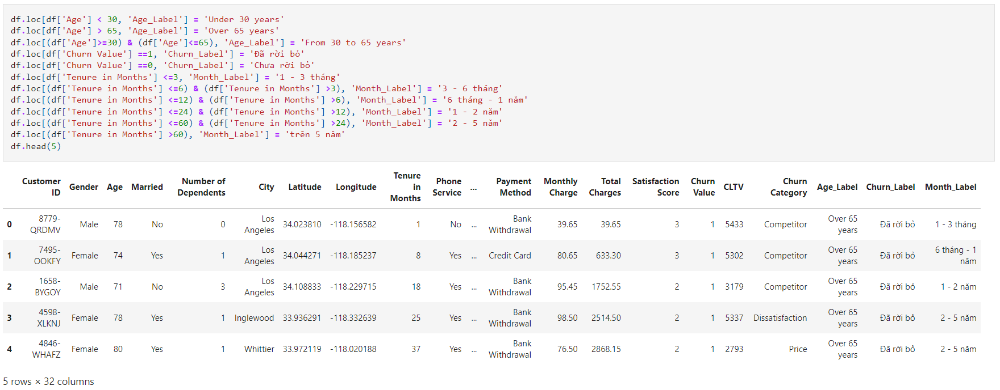 df.loc[df['Age'] < 30, 'Age_Label'] = 'Under 30 years'
df.loc[df['Age'] > 65, 'Age_Label'] = 'Over 65 years'
df.loc[(df['Age']>=30) & (df['Age']<=65), 'Age_Label'] = 'From 30 to 65 years'
df.loc[df['Churn Value'] ==1, 'Churn_Label'] = 'Đã rời bỏ'
df.loc[df['Churn Value'] ==0, 'Churn_Label'] = 'Chưa rời bỏ'
df.loc[df['Tenure in Months'] <=3, 'Month_Label'] = '1 - 3 tháng'
df.loc[(df['Tenure in Months'] <=6) & (df['Tenure in Months'] >3), 'Month_Label'] = '3 - 6 tháng'
df.loc[(df['Tenure in Months'] <=12) & (df['Tenure in Months'] >6), 'Month_Label'] = '6 tháng - 1 năm'
df.loc[(df['Tenure in Months'] <=24) & (df['Tenure in Months'] >12), 'Month_Label'] = '1 - 2 năm'
df.loc[(df['Tenure in Months'] <=60) & (df['Tenure in Months'] >24), 'Month_Label'] = '2 - 5 năm'
df.loc[(df['Tenure in Months'] >60), 'Month_Label'] = 'trên 5 năm'
df.head(5)
Customer ID Gender Age Married Number of Dependents City Latitude Longitude Tenure in Months Phone Service ... Payment Method Monthly Charge Total Charges Satisfaction Score Churn Value CLTV Churn Category Age_Label Churn_Label Month_Label
0 8779-QRDMV Male 78 No 0 Los Angeles 34.023810 -118.156582 1 No ... Bank Withdrawal 39.65 39.65 3 1 5433 Competitor Over 65 years Đã rời bỏ 1 - 3 tháng
1 7495-OOKFY Female 74 Yes 1 Los Angeles 34.044271 -118.185237 8 Yes ... Credit Card 80.65 633.30 3 1 5302 Competitor Over 65 years Đã rời bỏ 6 tháng - 1 năm
2 1658-BYGOY Male 71 No 3 Los Angeles 34.108833 -118.229715 18 Yes ... Bank Withdrawal 95.45 1752.55 2 1 3179 Competitor Over 65 years Đã rời bỏ 1 - 2 năm
3 4598-XLKNJ Female 78 Yes 1 Inglewood 33.936291 -118.332639 25 Yes ... Bank Withdrawal 98.50 2514.50 2 1 5337 Dissatisfaction Over 65 years Đã rời bỏ 2 - 5 năm
4 4846-WHAFZ Female 80 Yes 1 Whittier 33.972119 -118.020188 37 Yes ... Bank Withdrawal 76.50 2868.15 2 1 2793 Price Over 65 years Đã rời bỏ 2 - 5 năm
5 rows × 32 columns